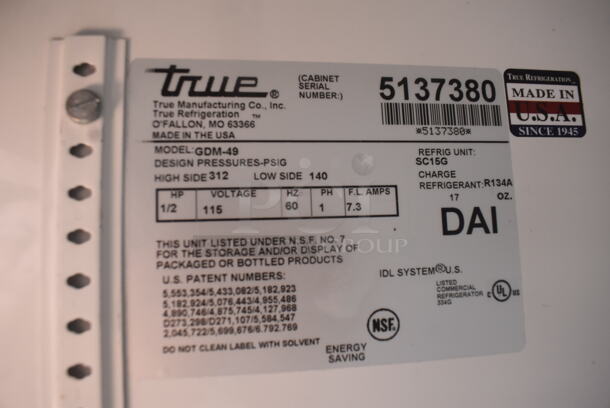 true ®
(CABINET
SERIAL
NUMBER:)
5137380
*5137380*
True Manufacturing Co., Inc.
True Refrigeration ™
O'FALLON, MO 63366
MADE IN THE USA
TRUE REFRIGERATION
MADE IN
U.S.A.
SINCE 1945
MODEL: GDM-49
DESIGN PRESSURES-PSIG
HIGH SIDE 312 LOW SIDE 140
REFRIG UNIT:
SC15G
CHARGE
REFRIGERANT: R134A
17 OZ.
HP VOLTAGE HZ PH F.L. AMPS
1/2 115 60 1 7.3
DAI
THIS UNIT LISTED UNDER N.S.F. NO. 7
FOR THE STORAGE AND/OR DISPLAY OF
PACKAGED OR BOTTLED PRODUCTS
IDL SYSTEM® U.S.
U.S. PATENT NUMBERS:
5,553,354/5,433,082/5,182,923
5,182,924/5,076,443/4,955,486
4,890,746/4,875,745/4,127,968
D273,298/D271,107/5,584,547
2,045,722/5,699,676/6.792.769
LISTED
COMMERCIAL
REFRIGERATOR
334G
C UL US
NSF.
DO NOT CLEAN LABEL WITH SOLVENT
ENERGY
SAVING
GROUP